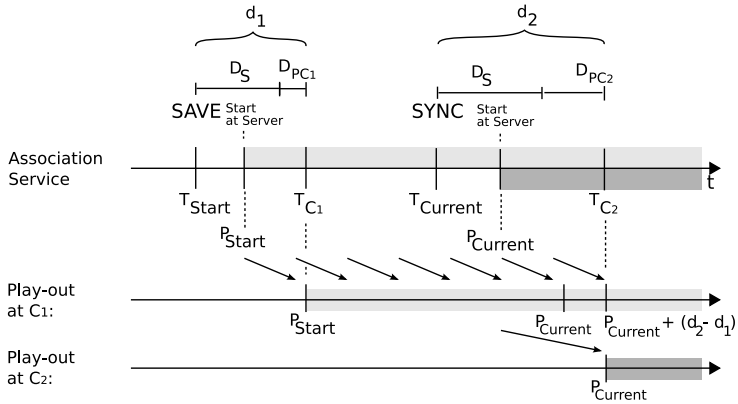 d1 d2
DS DPC1 DS DPC2
SAVE Start at Server SYNC Start at Server
Association
Service
t
TStart TC1 TCurrent TC2
PStart PCurrent
Play-out
at C1:
PStart PCurrent PCurrent + (d2- d1)
Play-out
at C2:
PCurrent